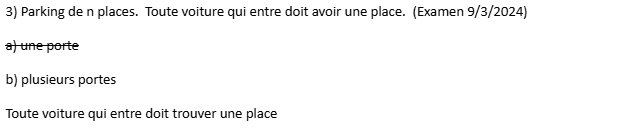 3) Parking de n places.  Toute voiture qui entre doit avoir une place.  (Examen 9/3/2024)
a) une porte
b) plusieurs portes
Toute voiture qui entre doit trouver une place